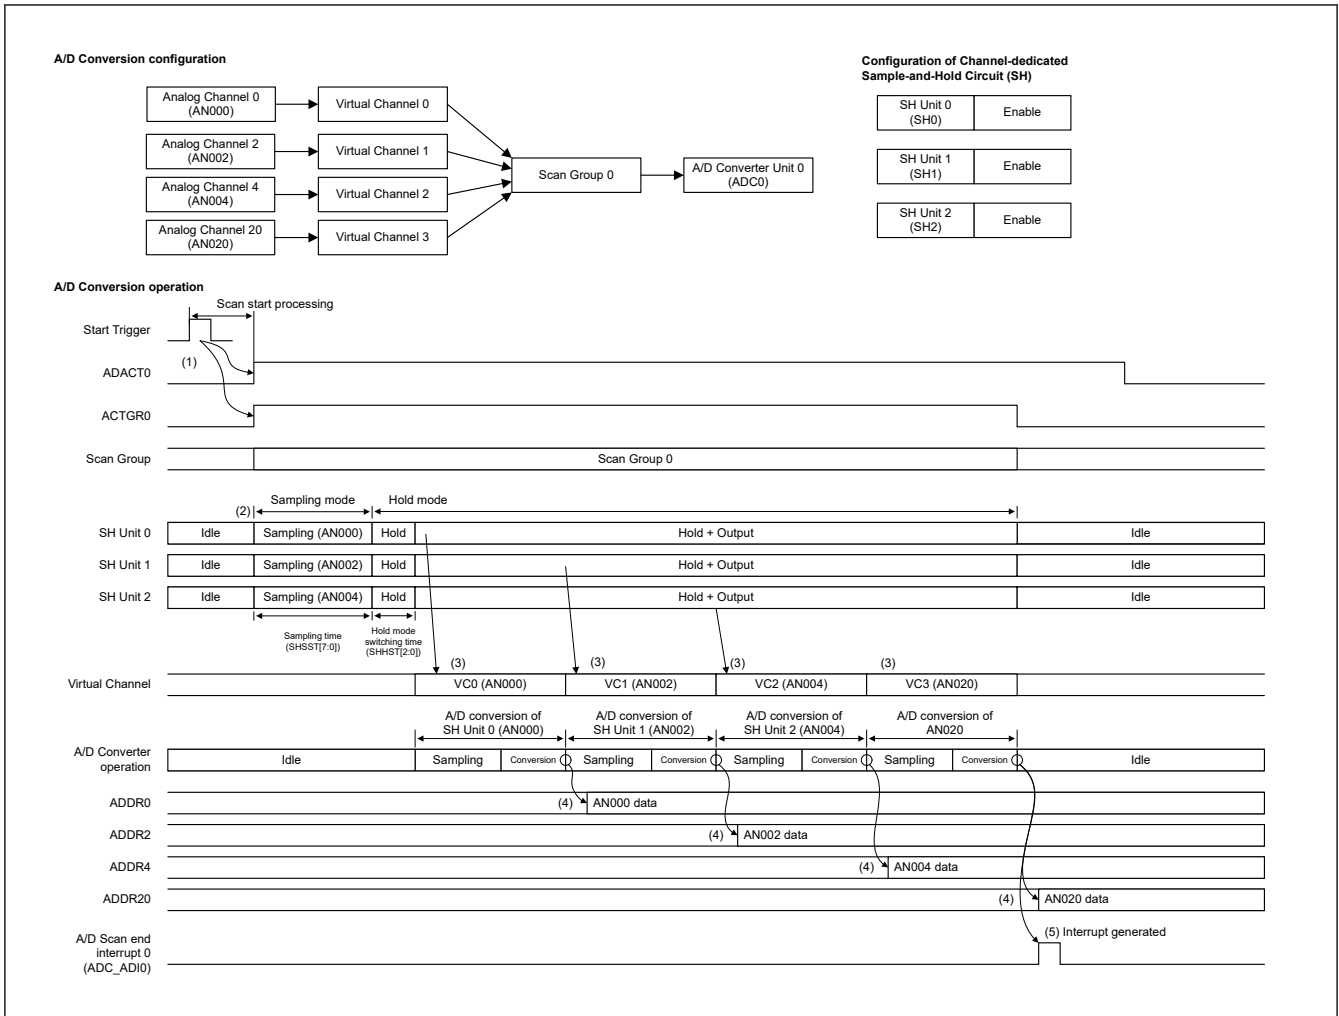 A/D Conversion configuration
Configuration of Channel-dedicated
Sample-and-Hold Circuit (SH)
Analog Channel 0
(AN000)
Virtual Channel 0
Analog Channel 2
(AN002)
Virtual Channel 1
Analog Channel 4
(AN004)
Virtual Channel 2
Analog Channel 20
(AN020)
Virtual Channel 3
Scan Group 0
A/D Converter Unit 0
(ADC0)
SH Unit 0
(SH0)
Enable
SH Unit 1
(SH1)
Enable
SH Unit 2
(SH2)
Enable
A/D Conversion operation
Scan start processing
Start Trigger
(1)
ADACT0
ACTGR0
Scan Group
Scan Group 0
(2)
Sampling mode
Hold mode
SH Unit 0
Idle
Sampling (AN000)
Hold
Hold + Output
Idle
SH Unit 1
Idle
Sampling (AN002)
Hold
Hold + Output
Idle
SH Unit 2
Idle
Sampling (AN004)
Hold
Hold + Output
Idle
Sampling time
(SHSST[7:0])
Hold mode
switching time
(SHHST[2:0])
(3)
(3)
(3)
(3)
Virtual Channel
VC0 (AN000)
VC1 (AN002)
VC2 (AN004)
VC3 (AN020)
A/D conversion of
SH Unit 0 (AN000)
A/D conversion of
SH Unit 1 (AN002)
A/D conversion of
SH Unit 2 (AN004)
A/D conversion of
AN020
A/D Converter
operation
Idle
Sampling
Conversion
Sampling
Conversion
Sampling
Conversion
Sampling
Conversion
Idle
ADDR0
(4)
AN000 data
ADDR2
(4)
AN002 data
ADDR4
(4)
AN004 data
ADDR20
(4)
AN020 data
A/D Scan end
interrupt 0
(ADC_ADI0)
(5) Interrupt generated